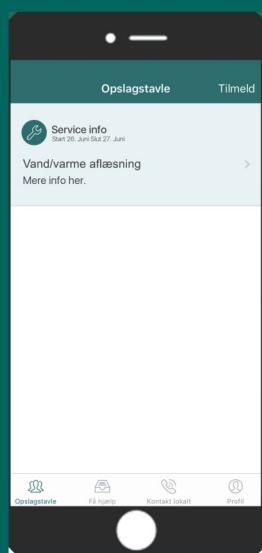 Opslagstavle Tilmeld
Service info
Start 26. Juni Slut 27. Juni
Vand/varme aflæsning
Mere info her.
Opslagstavle Få hjælp Kontakt lokalt Profil